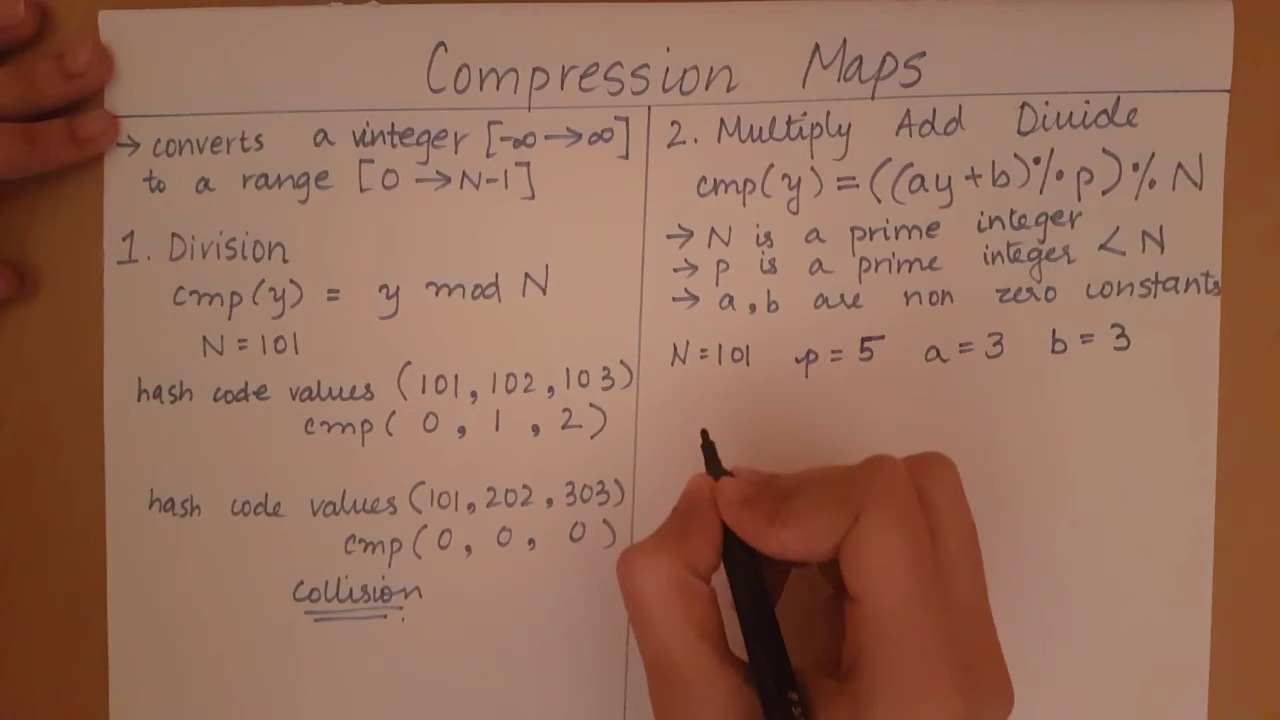 Compression Maps
→ converts a integer [-∞ → ∞]
to a range [0 → N-1]
1. Division
cmp(y) = y mod N
N = 101
hash code values (101, 102, 103)
cmp( 0, 1, 2)
hash code values (101, 202, 303)
cmp(0, 0, 0)
Collision
2. Multiply Add Divide
cmp(y) = ((ay+b)%p)%N
→ N is a prime integer
→ p is a prime integer < N
→ a,b are non zero constants
N=101 p=5 a=3 b=3